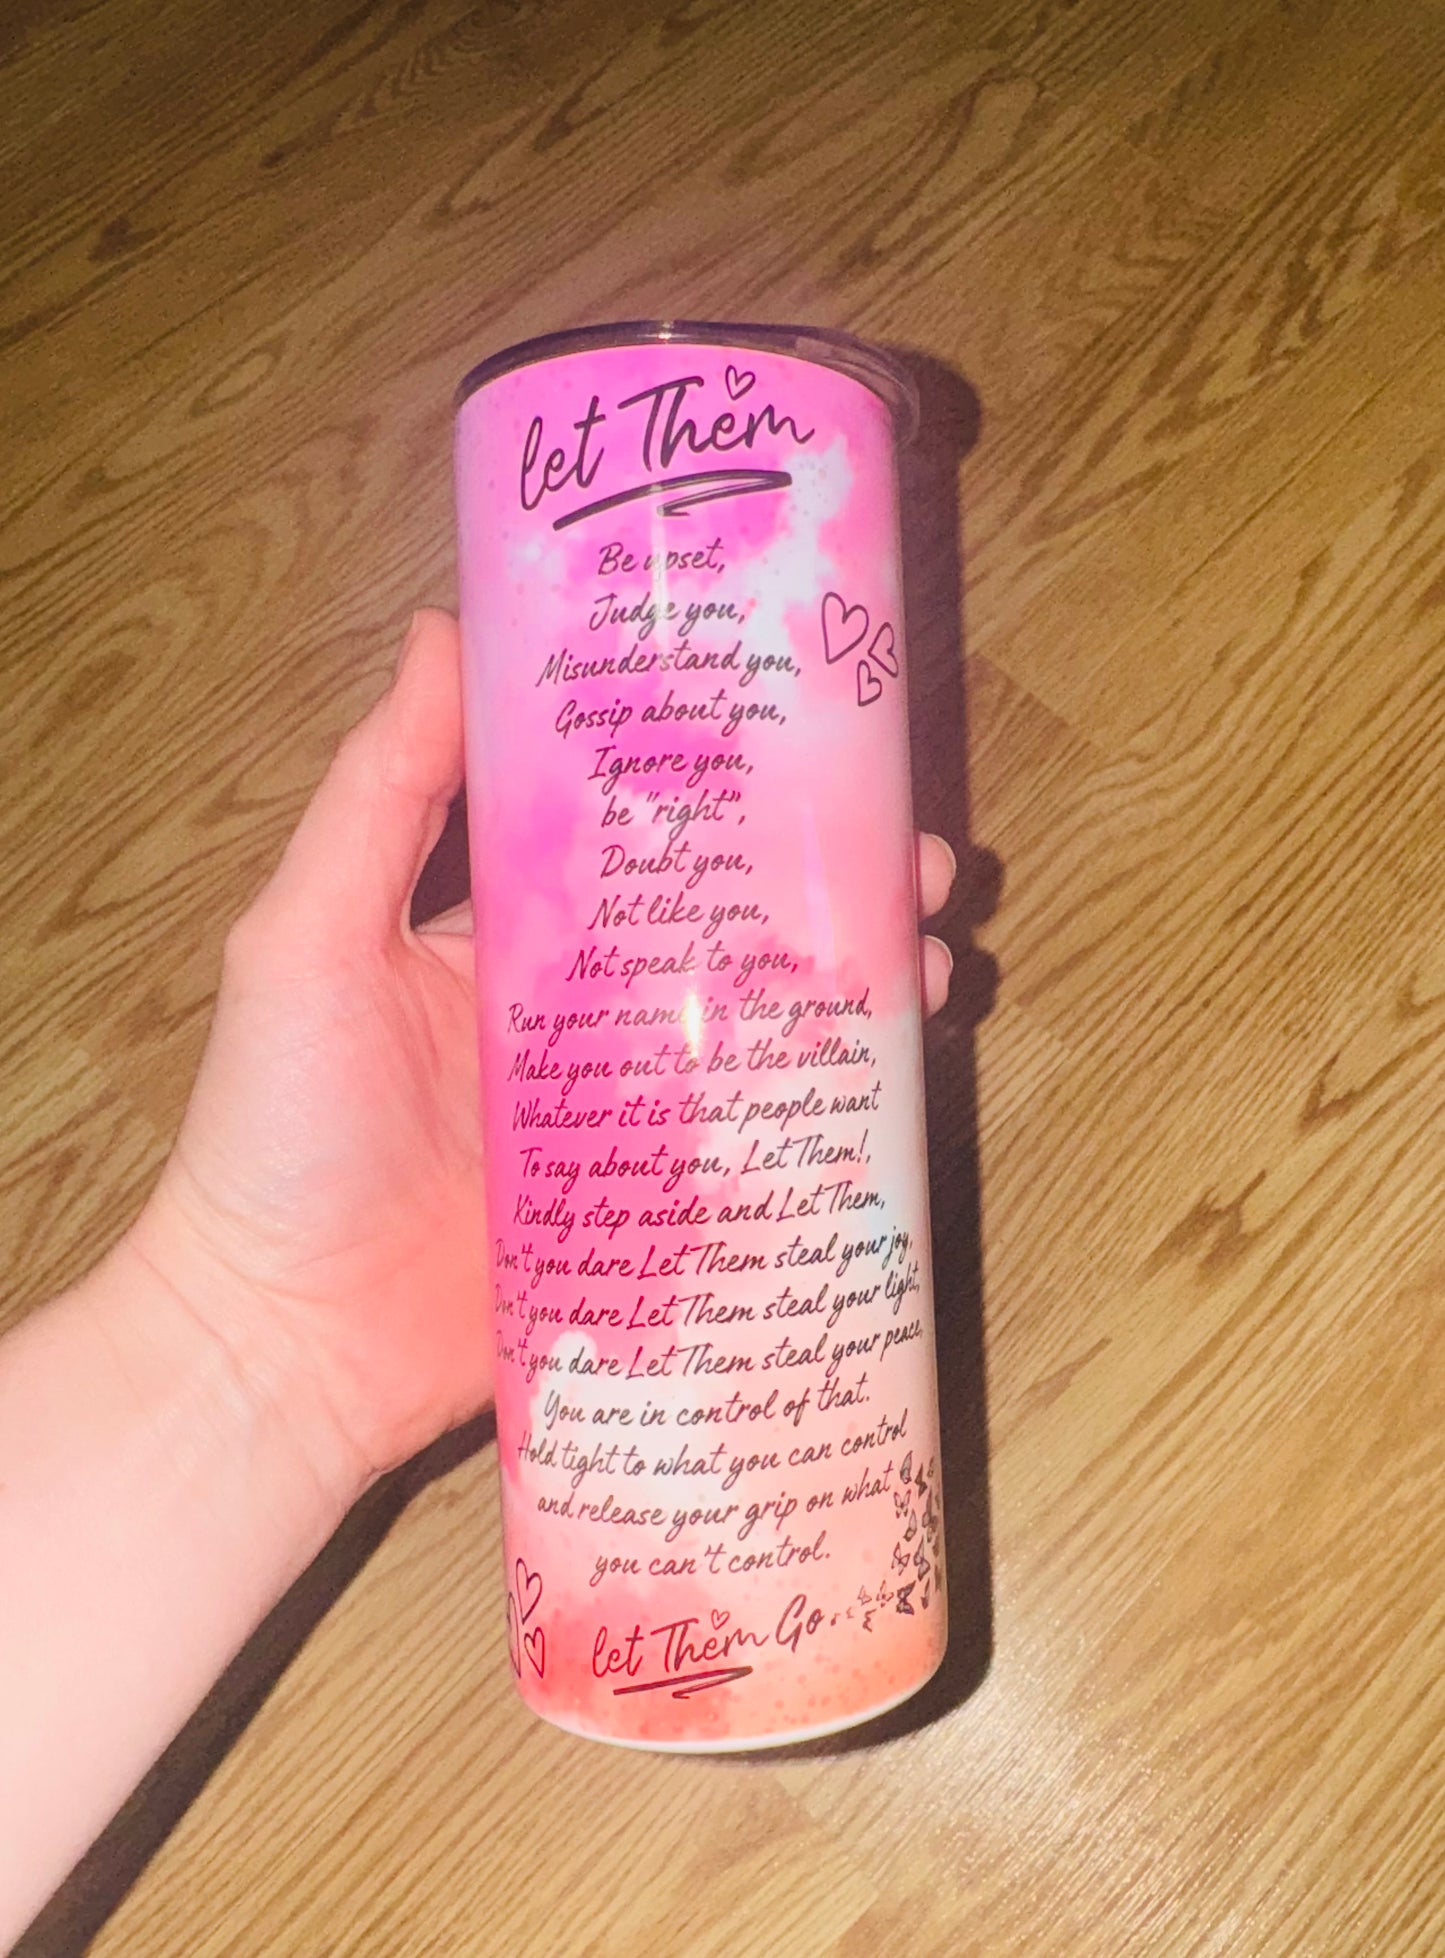 let Them
Be upset,
Judge you,
Misunderstand you,
Gossip about you,
Ignore you,
be "right",
Doubt you,
Not like you,
Not speak to you,
Run your name in the ground,
Make you out to be the villain,
Whatever it is that people want
To say about you, Let Them!,
Kindly step aside and Let Them,
Don't you dare Let Them steal your joy,
Don't you dare Let Them steal your light,
Don't you dare Let Them steal your peace,
You are in control of that.
Hold tight to what you can control
and release your grip on what
you can't control.
let Them Go